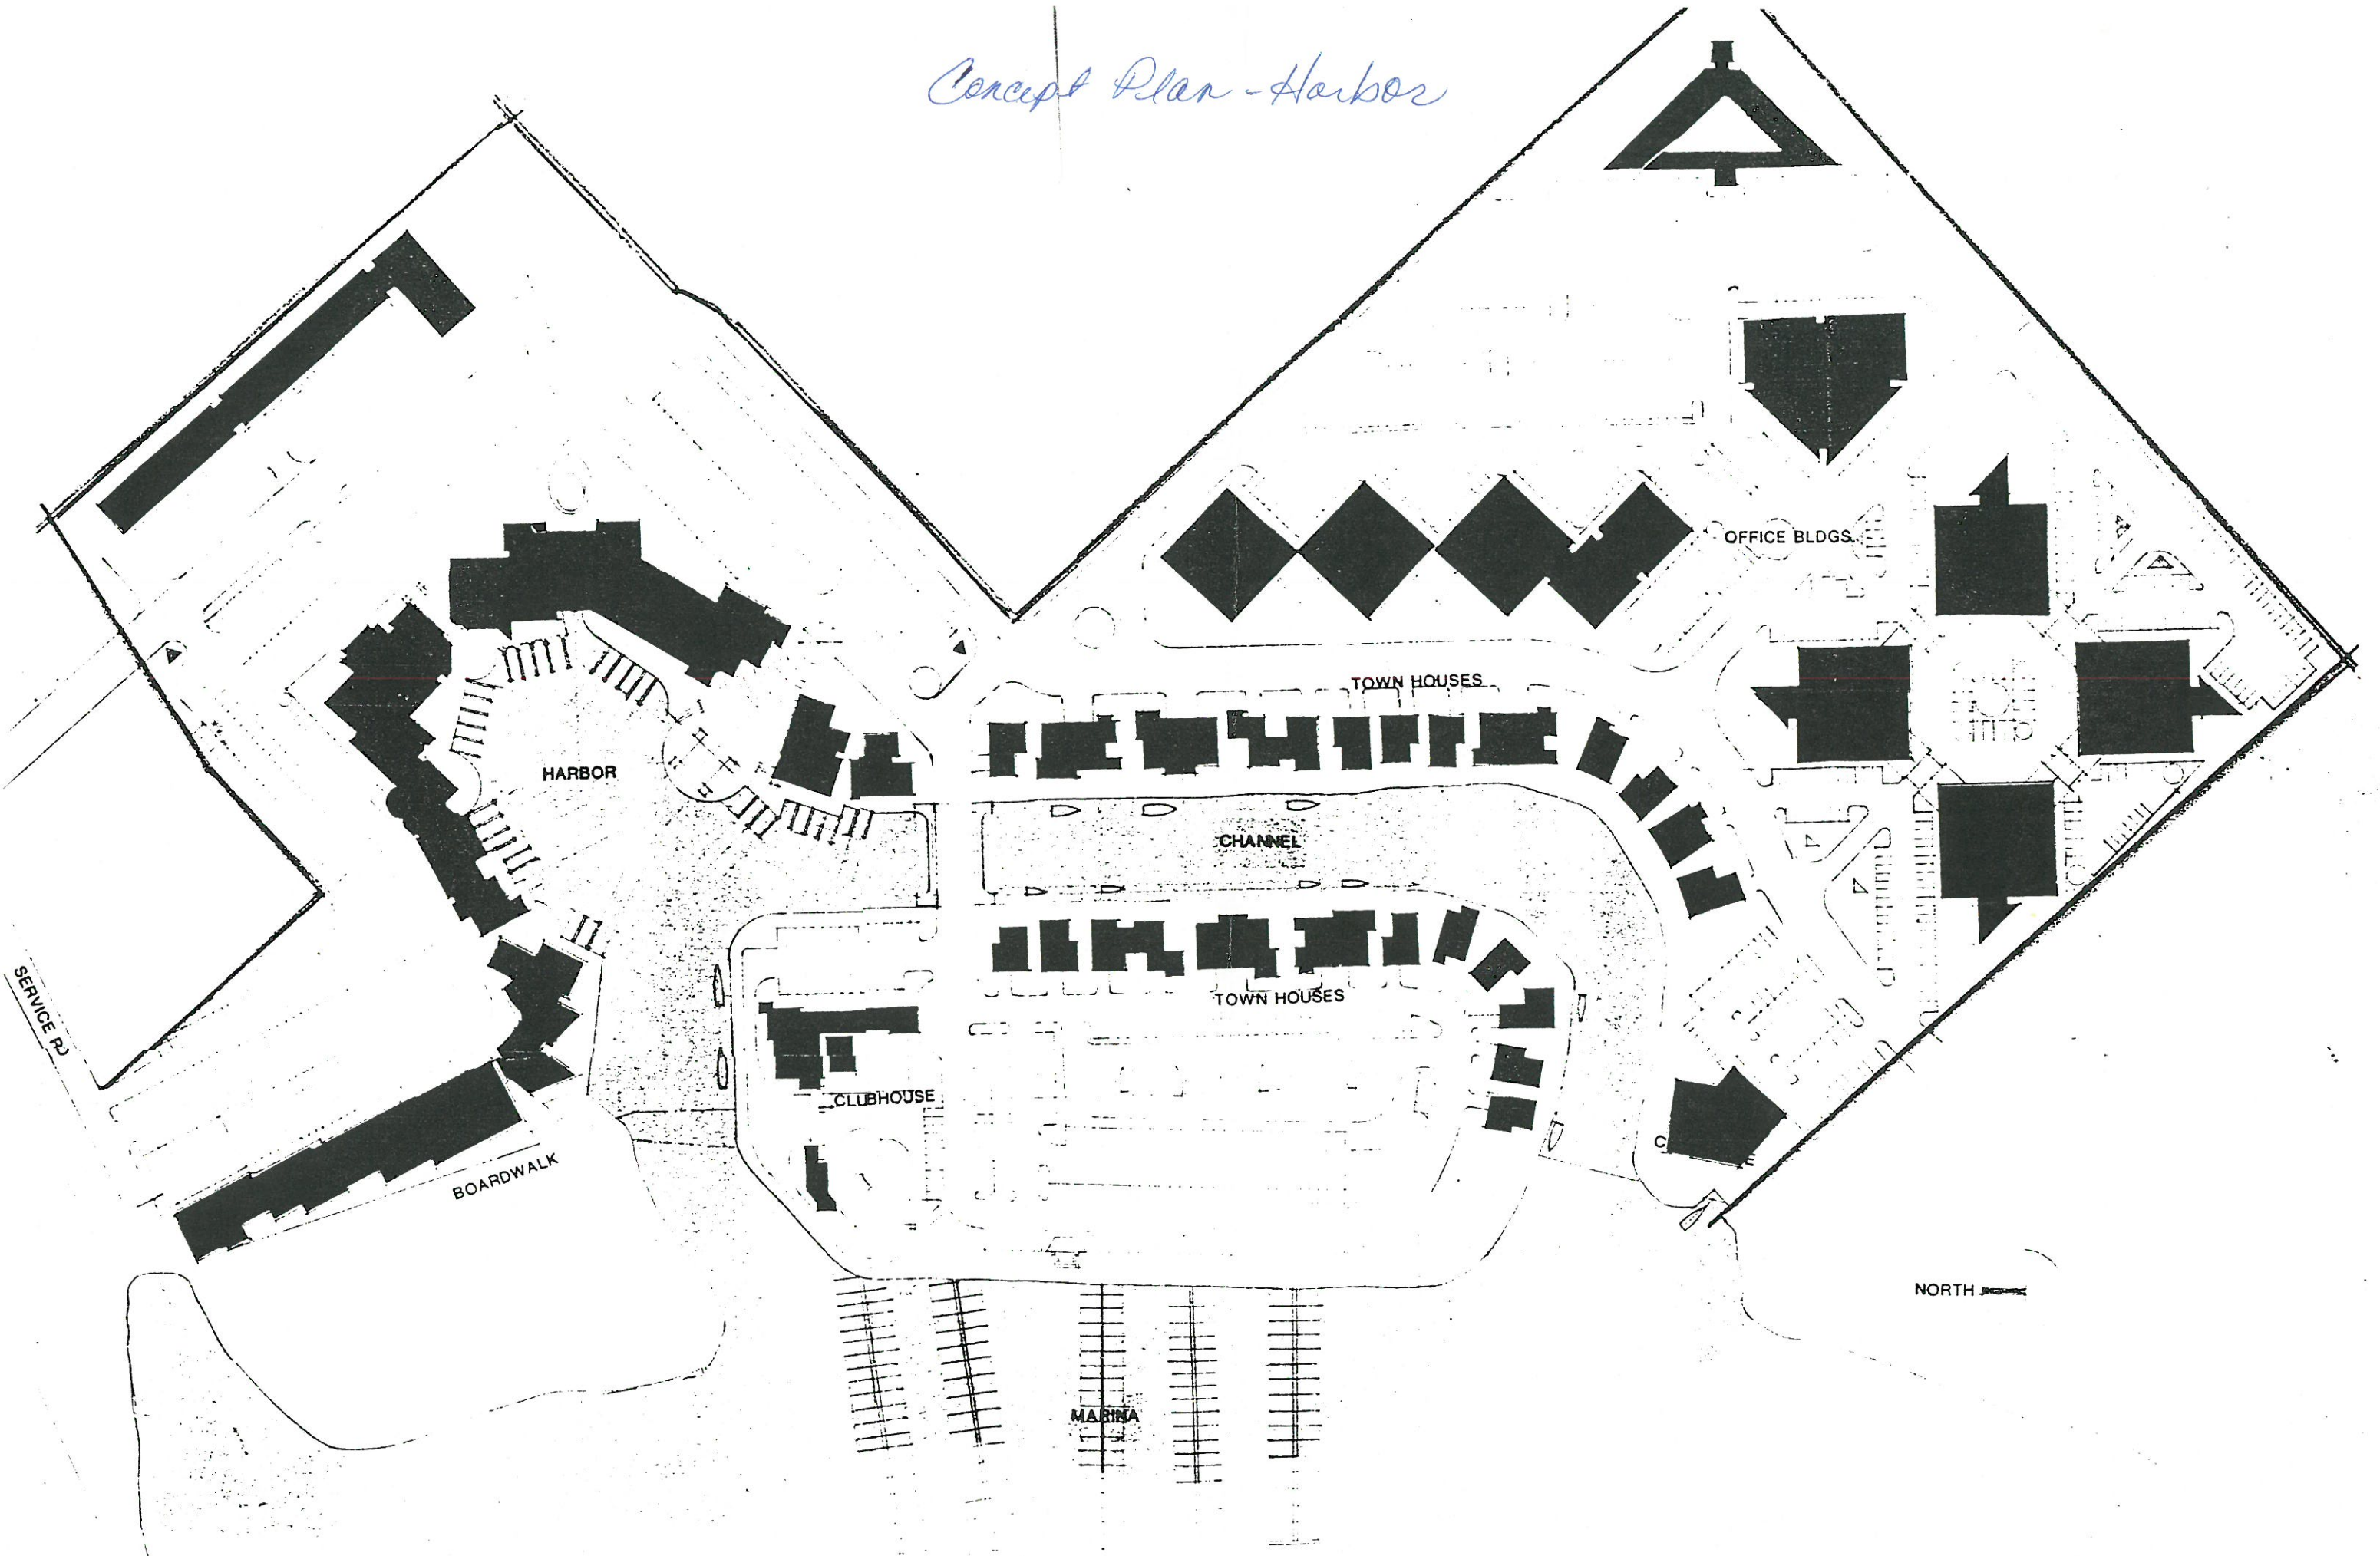 Concept Plan - Harbor
OFFICE BLDGS.
TOWN HOUSES
HARBOR
CHANNEL
SERVICE RD
TOWN HOUSES
CLUBHOUSE
BOARDWALK
NORTH
MARINA